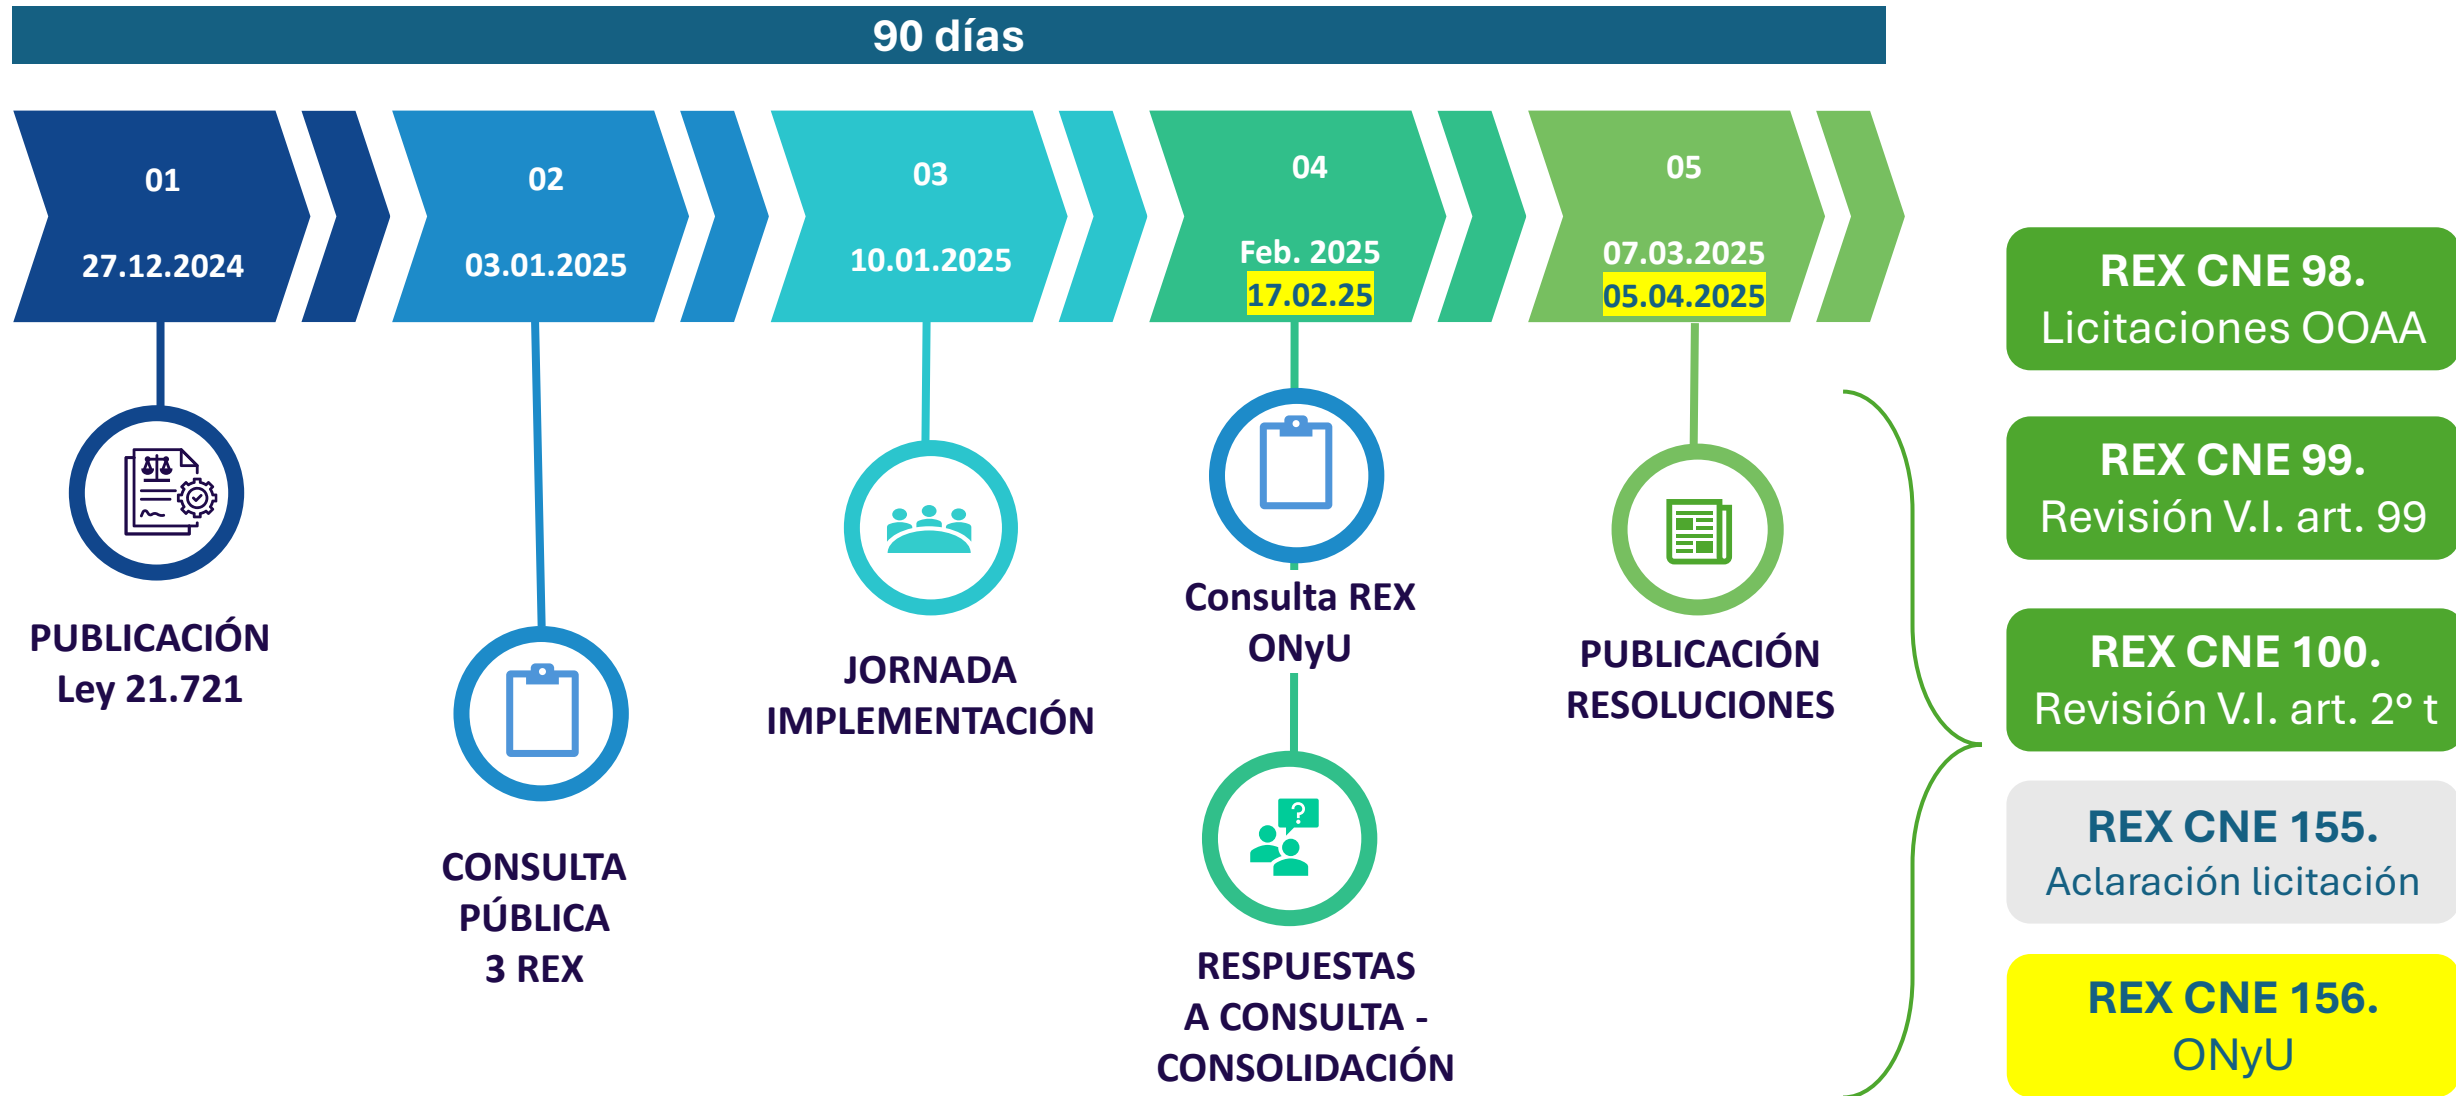 90 días
01
27.12.2024
PUBLICACIÓN
Ley 21.721
02
03.01.2025
CONSULTA
PÚBLICA
3 REX
03
10.01.2025
JORNADA
IMPLEMENTACIÓN
04
Feb. 2025
17.02.25
Consulta REX
ONyU
?
RESPUESTAS
A CONSULTA -
CONSOLIDACIÓN
05
07.03.2025
05.04.2025
PUBLICACIÓN
RESOLUCIONES
REX CNE 98.
Licitaciones OOAA
REX CNE 99.
Revisión V.I. art. 99
REX CNE 100.
Revisión V.I. art. 2° t
REX CNE 155.
Aclaración licitación
REX CNE 156.
ONyU